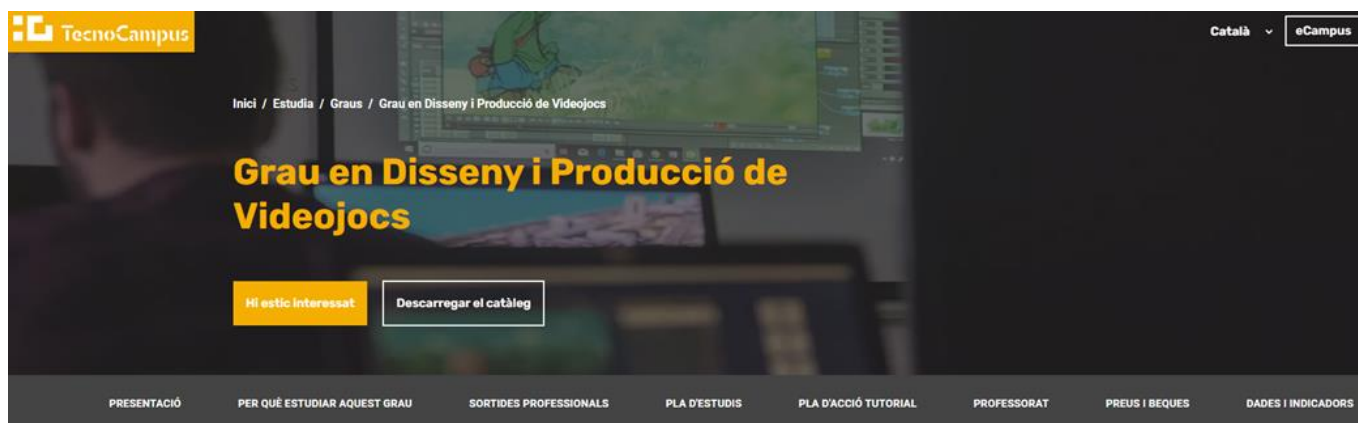 TecnoCampus
Català
eCampus
Inici / Estudia / Graus / Grau en Disseny i Producció de Videojocs
Grau en Disseny i Producció de
Videojocs
Hi estic interessat
Descarregar el catàleg
PRESENTACIÓ
PER QUÈ ESTUDIAR AQUEST GRAU
SORTIDES PROFESSIONALS
PLA D'ESTUDIS
PLA D'ACCIÓ TUTORIAL
PROFESSORAT
PREUS I BEQUES
DADES I INDICADORS